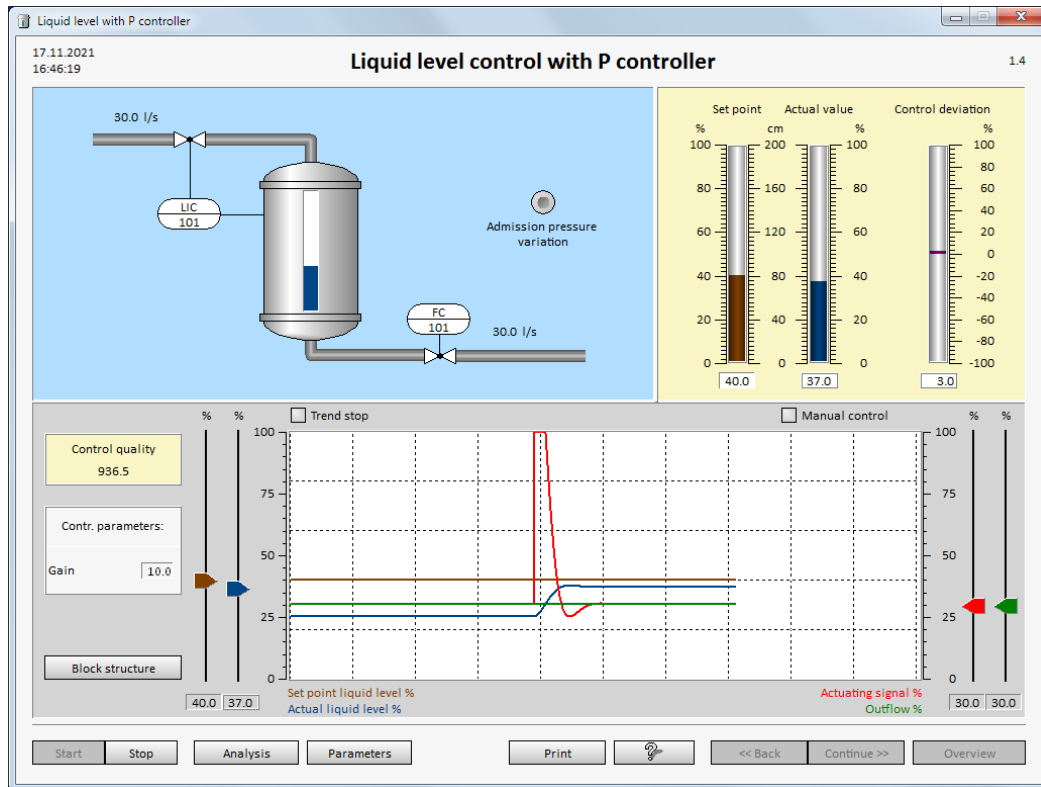 Liquid level with P controller
17.11.2021
16:46:19
Liquid level control with P controller
1.4
30.0 l/s
LIC
101
Admission pressure
variation
FC
101
30.0 l/s
Set point Actual value Control deviation
% cm % %
100 200 100 100
80
80 160 80 60
40
60 120 60 20
0
40 80 40 -20
-40
20 40 20 -60
-80
0 0 0 -100
40.0 37.0 3.0
% % Trend stop Manual control % %
Control quality
936.5
Contr. parameters:
Gain 10.0
Block structure
100 100
75 75
50 50
25 25
0 0
40.0 37.0 Set point liquid level % Actuating signal % 30.0 30.0
Actual liquid level % Outflow %
Start Stop Analysis Parameters Print ? << Back Continue >> Overview